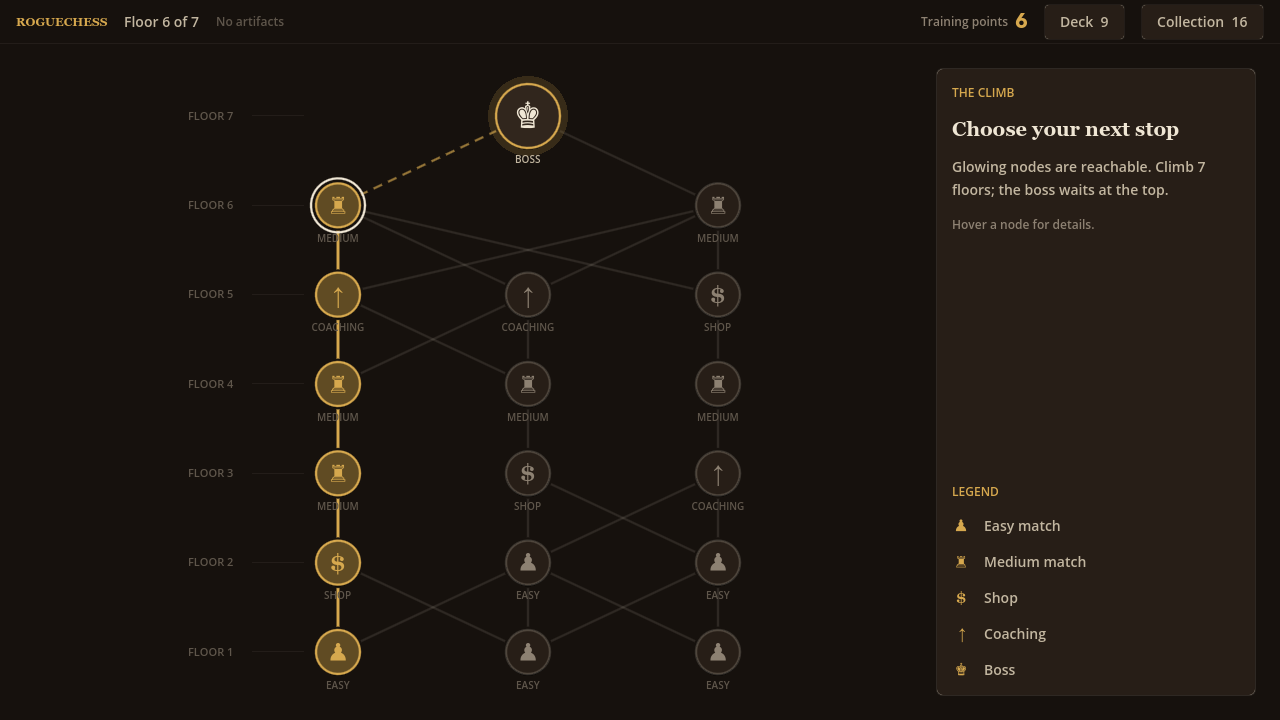 ROGUECHESS Floor 6 of 7 No artifacts Training points 6 Deck 9 Collection 16
FLOOR 7
BOSS
FLOOR 6
MEDIUM MEDIUM
FLOOR 5
$
COACHING COACHING SHOP
FLOOR 4
MEDIUM MEDIUM MEDIUM
FLOOR 3
$
MEDIUM SHOP COACHING
FLOOR 2
$
SHOP EASY EASY
FLOOR 1
EASY EASY EASY
THE CLIMB
Choose your next stop
Glowing nodes are reachable. Climb 7
floors; the boss waits at the top.
Hover a node for details.
LEGEND
Easy match
Medium match
$ Shop
Coaching
Boss